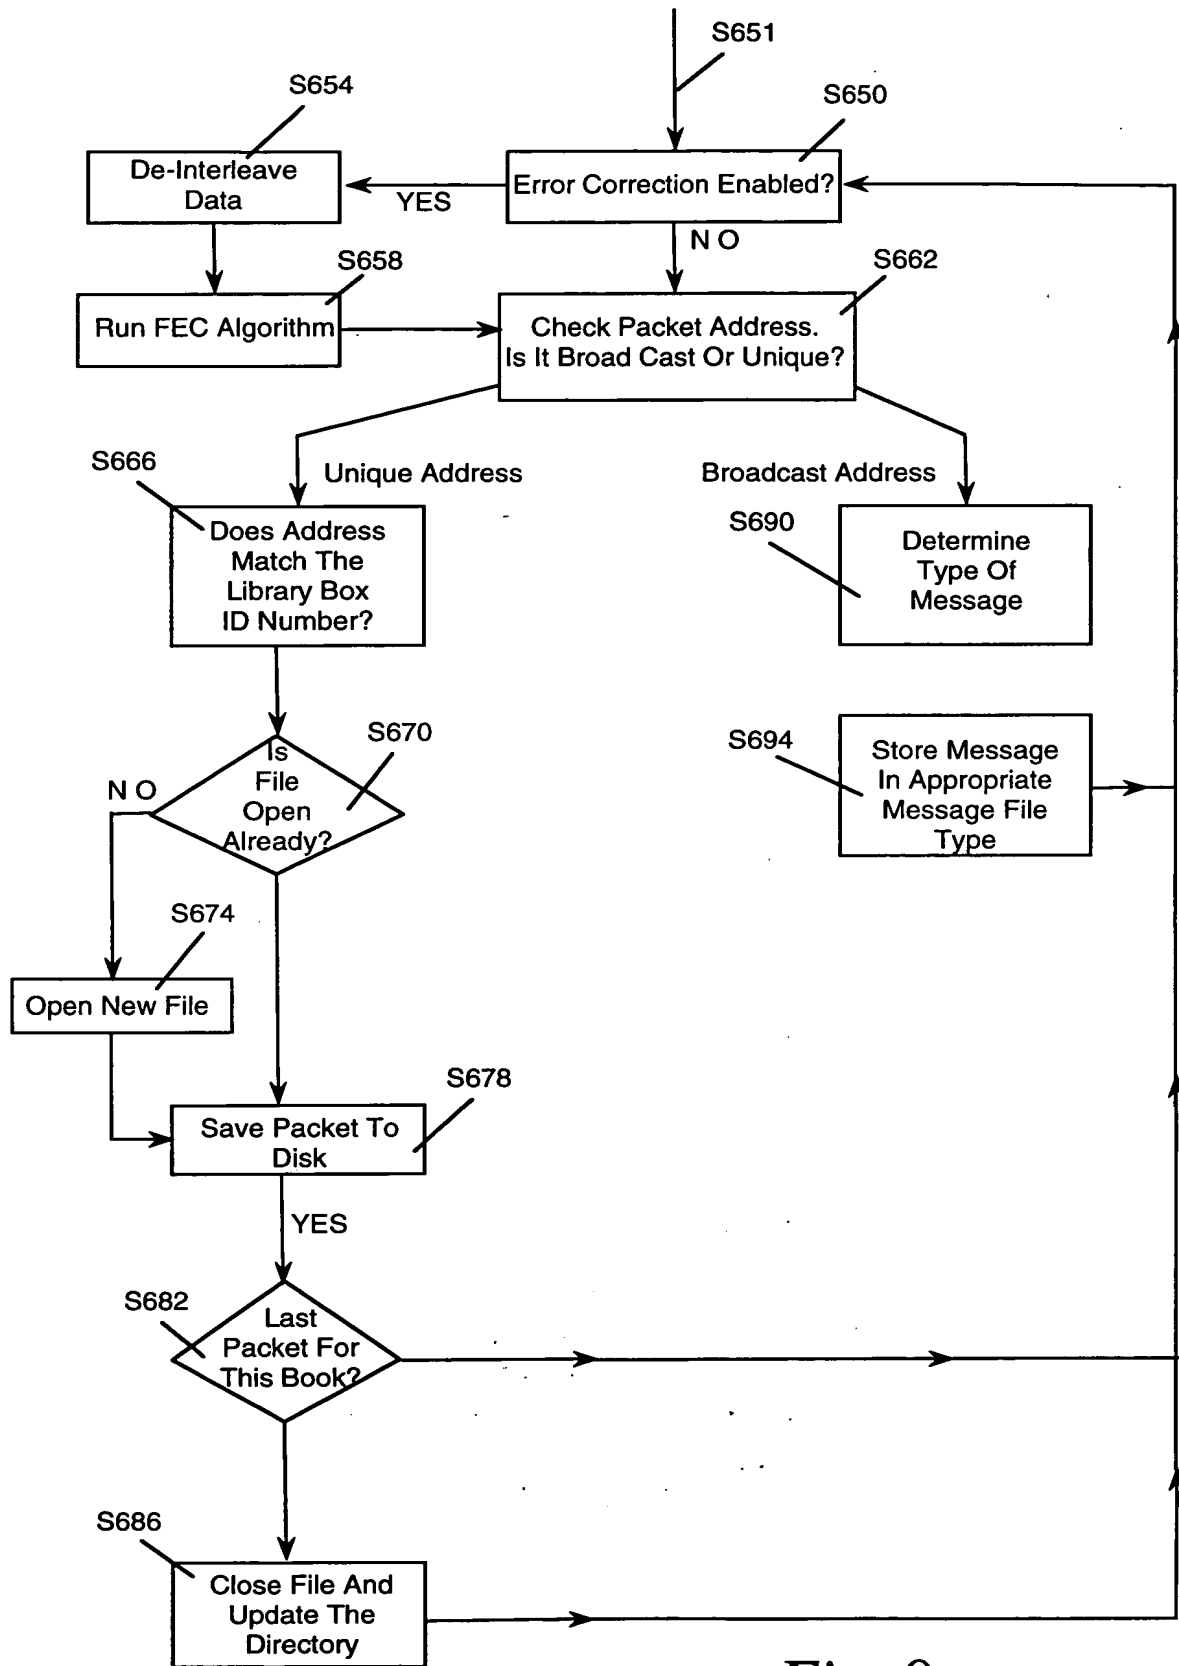 S651
S654
S650
De-Interleave
Data
Error Correction Enabled?
YES
N O
S658
S662
Run FEC Algorithm
Check Packet Address.
Is It Broad Cast Or Unique?
S666
Unique Address
Broadcast Address
S690
Does Address
Match The
Library Box
ID Number?
Determine
Type Of
Message
S670
S694
Is
File
Open
Already?
N O
Store Message
In Appropriate
Message File
Type
S674
Open New File
S678
Save Packet To
Disk
YES
S682
Last
Packet For
This Book?
S686
Close File And
Update The
Directory